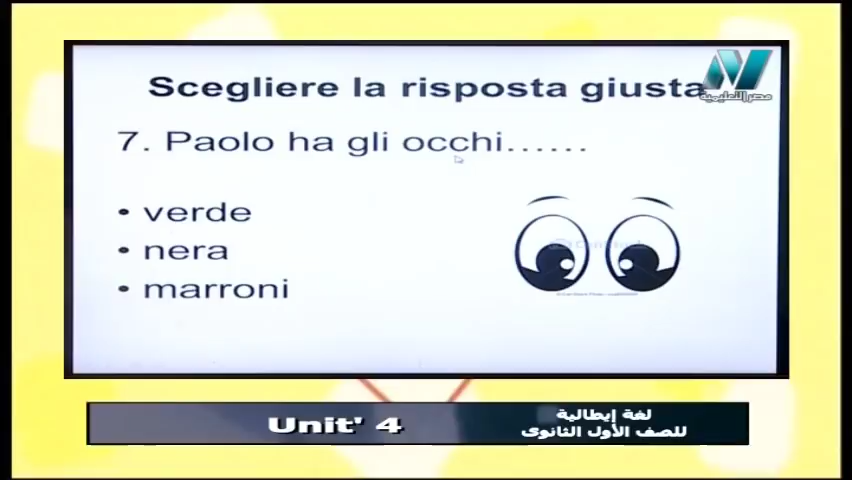 Scegliere la risposta giusta
مصر التعليمية
7. Paolo ha gli occhi......
• verde
• nera
• marroni
Unit' 4
لغة إيطالية
للصف الأول الثانوى